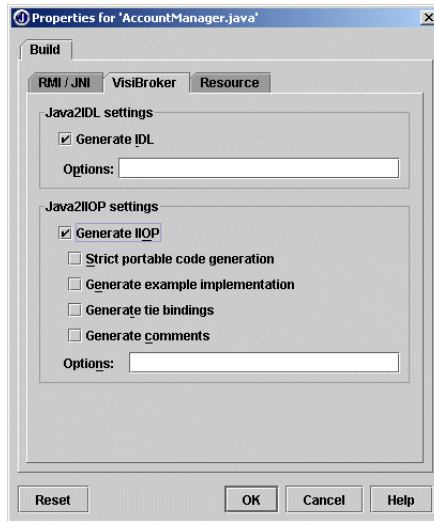 Properties for 'AccountManager.java'
Build
RMI / JNI VisiBroker Resource
Java2IDL settings
Generate IDL
Options:
Java2IIOP settings
Generate IIOP
Strict portable code generation
Generate example implementation
Generate tie bindings
Generate comments
Options:
Reset OK Cancel Help